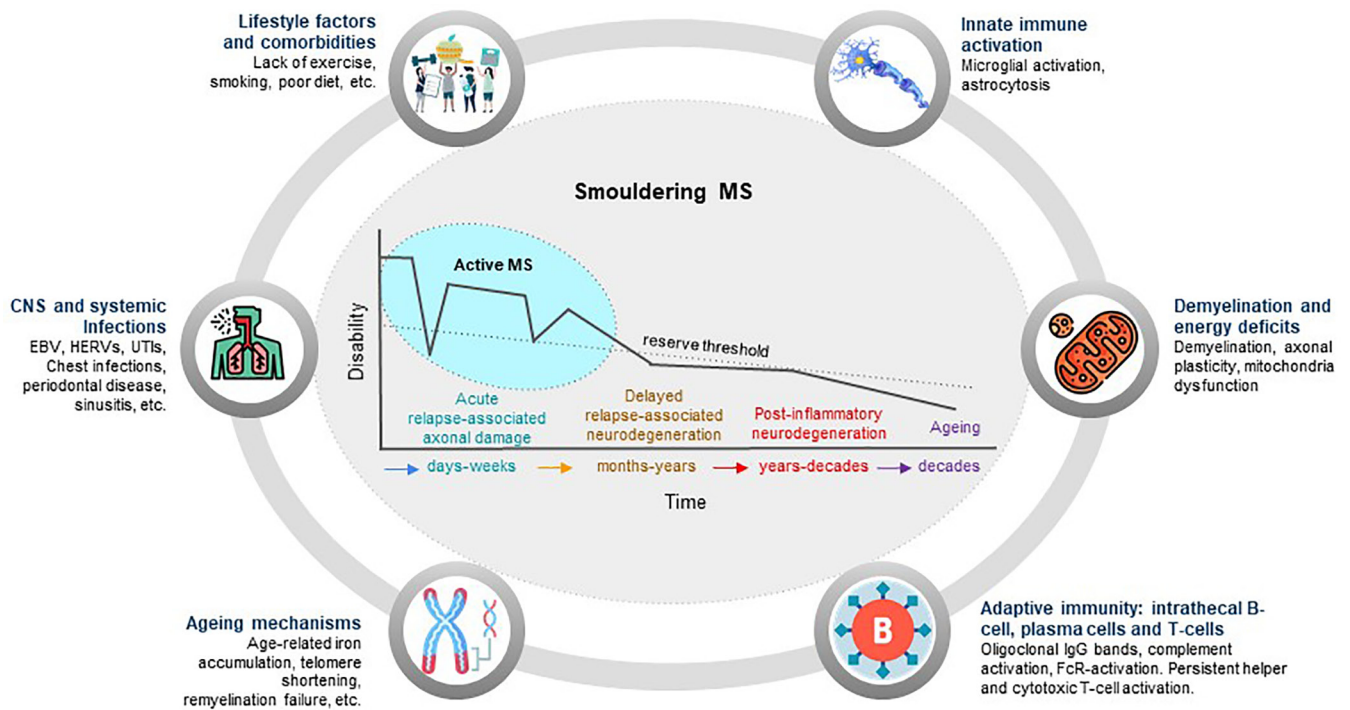 Lifestyle factors
and comorbidities
Lack of exercise,
smoking, poor diet, etc.
Innate immune
activation
Microglial activation,
astrocytosis
Smouldering MS
Active MS
reserve threshold
Disability
Acute
relapse-associated
axonal damage
Delayed
relapse-associated
neurodegeneration
Post-inflammatory
neurodegeneration
Ageing
days-weeks
months-years
years-decades
decades
Time
CNS and systemic
Infections
EBV, HERVs, UTIs,
Chest infections,
periodontal disease,
sinusitis, etc.
Demyelination and
energy deficits
Demyelination, axonal
plasticity, mitochondria
dysfunction
Ageing mechanisms
Age-related iron
accumulation, telomere
shortening,
remyelination failure, etc.
B
Adaptive immunity: intrathecal B-
cell, plasma cells and T-cells
Oligoclonal IgG bands, complement
activation, FcR-activation. Persistent helper
and cytotoxic T-cell activation.